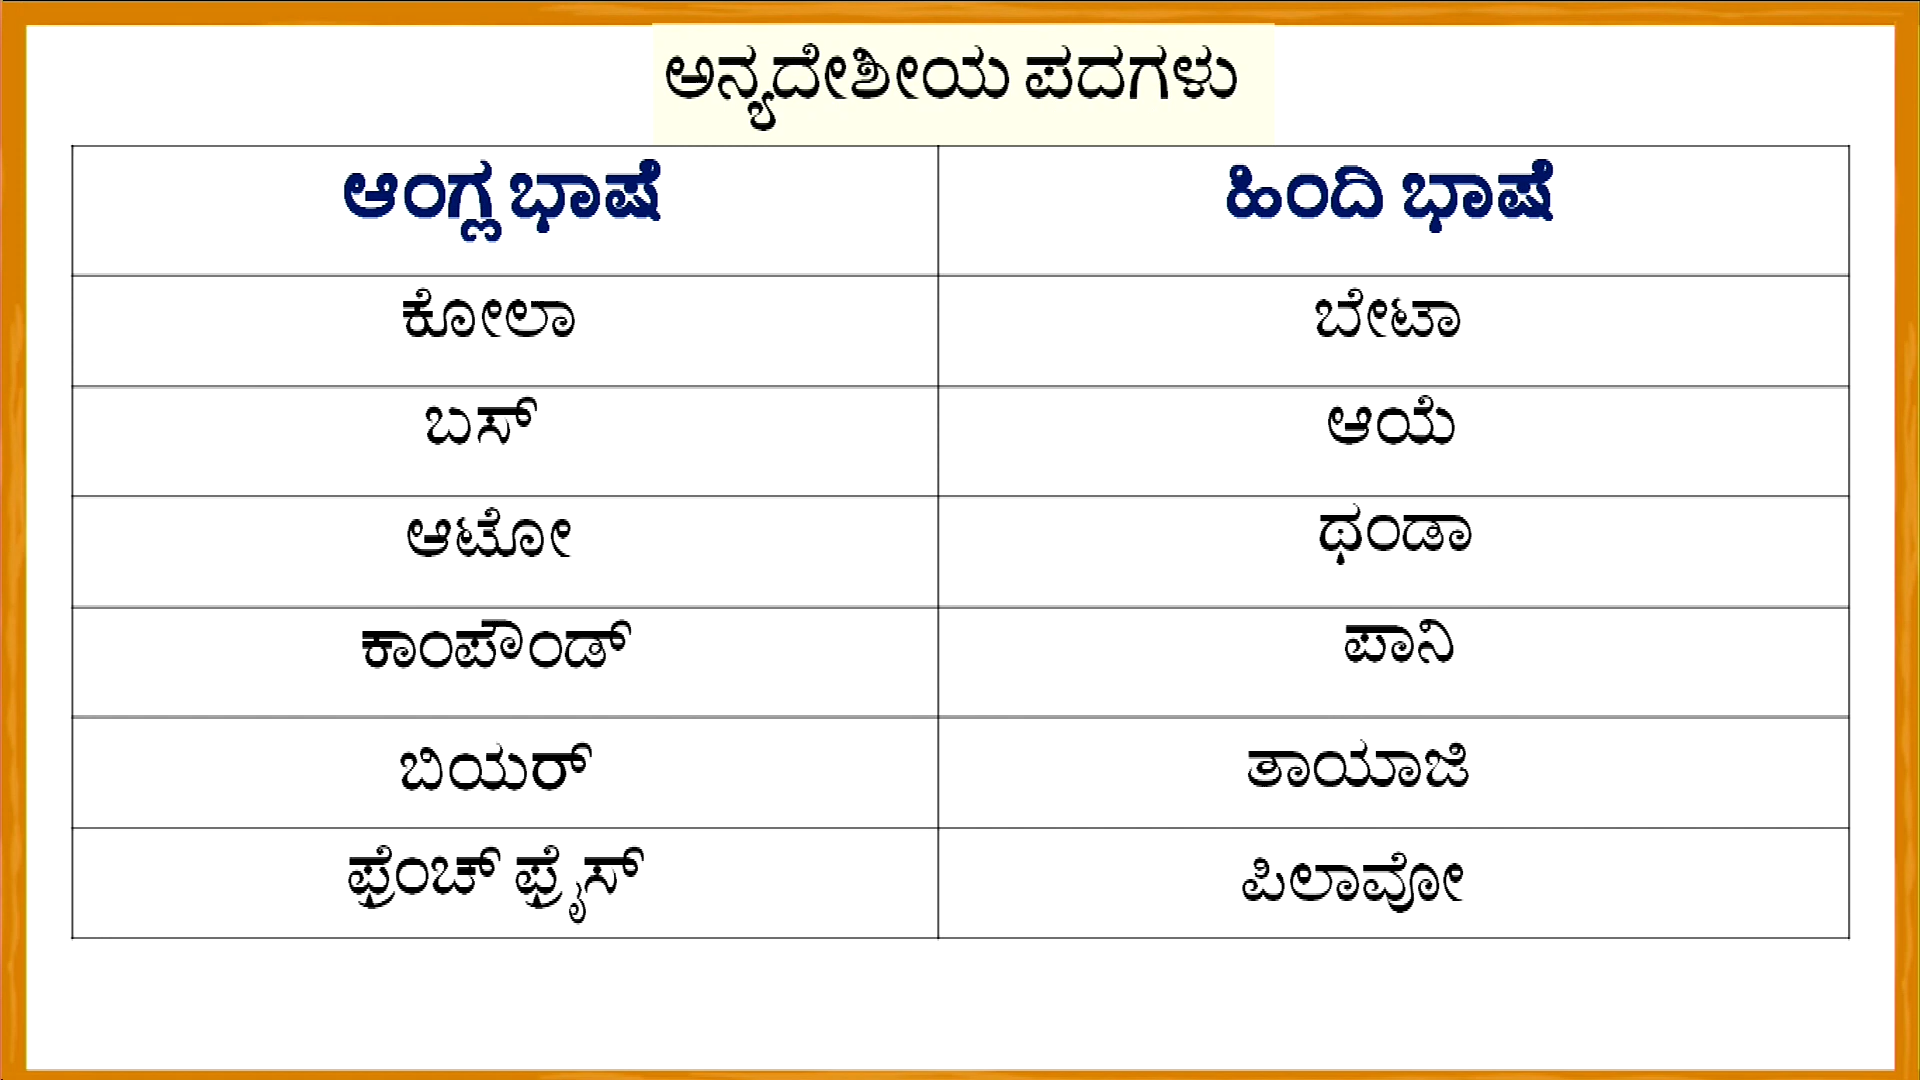 ಅನ್ಯದೇಶೀಯ ಪದಗಳು
ಆಂಗ್ಲ ಭಾಷೆ ಹಿಂದಿ ಭಾಷೆ
ಕೋಲಾ ಬೇಟಾ
ಬಸ್ ಆಯೆ
ಆಟೋ ಥಂಡಾ
ಕಾಂಪೌಂಡ್ ಪಾನಿ
ಬಿಯರ್ ತಾಯಾಜಿ
ಫ್ರೆಂಚ್ ಫ್ರೈಸ್ ಪಿಲಾವೋ